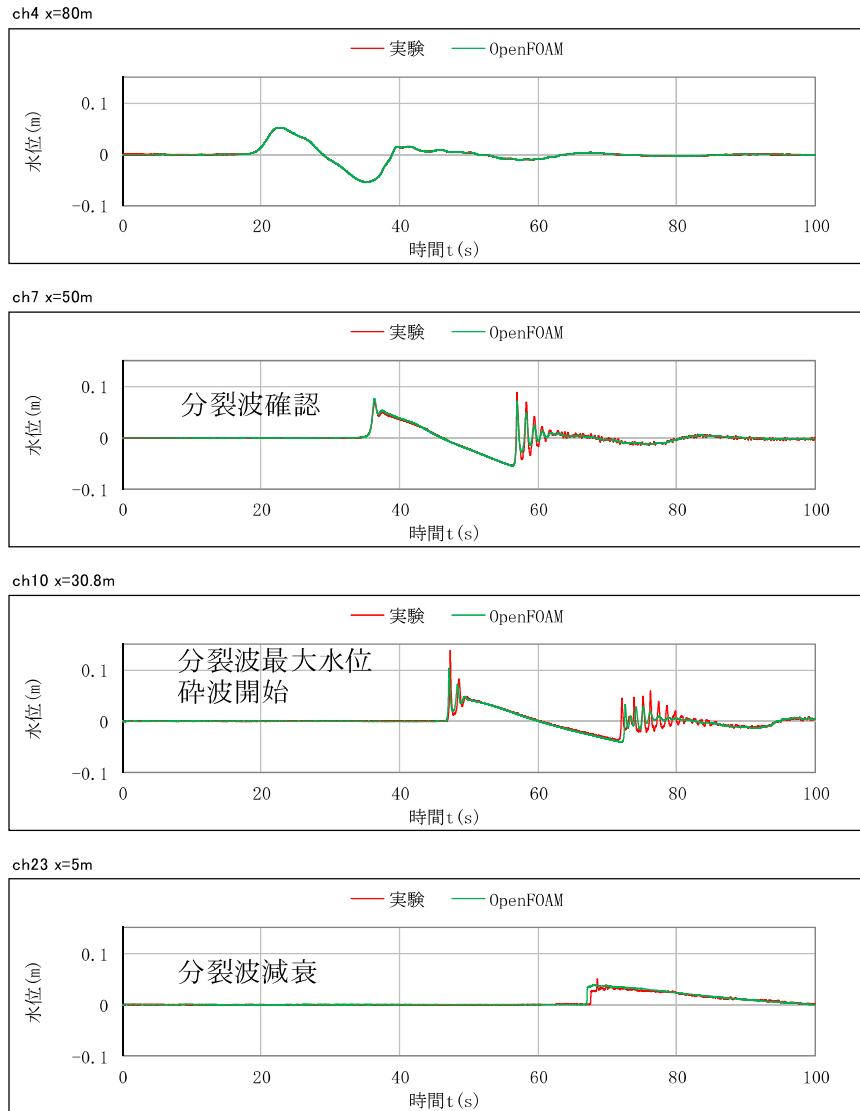 ch4 x=80m
実験 OpenFOAM
水位(m)
0.1
0
-0.1
0 20 40 60 80 100
時間t(s)
ch7 x=50m
実験 OpenFOAM
水位(m)
0.1
0
-0.1
分裂波確認
0 20 40 60 80 100
時間t(s)
ch10 x=30.8m
実験 OpenFOAM
水位(m)
0.1
0
-0.1
分裂波最大水位
砕波開始
0 20 40 60 80 100
時間t(s)
ch23 x=5m
実験 OpenFOAM
水位(m)
0.1
0
-0.1
分裂波減衰
0 20 40 60 80 100
時間t(s)